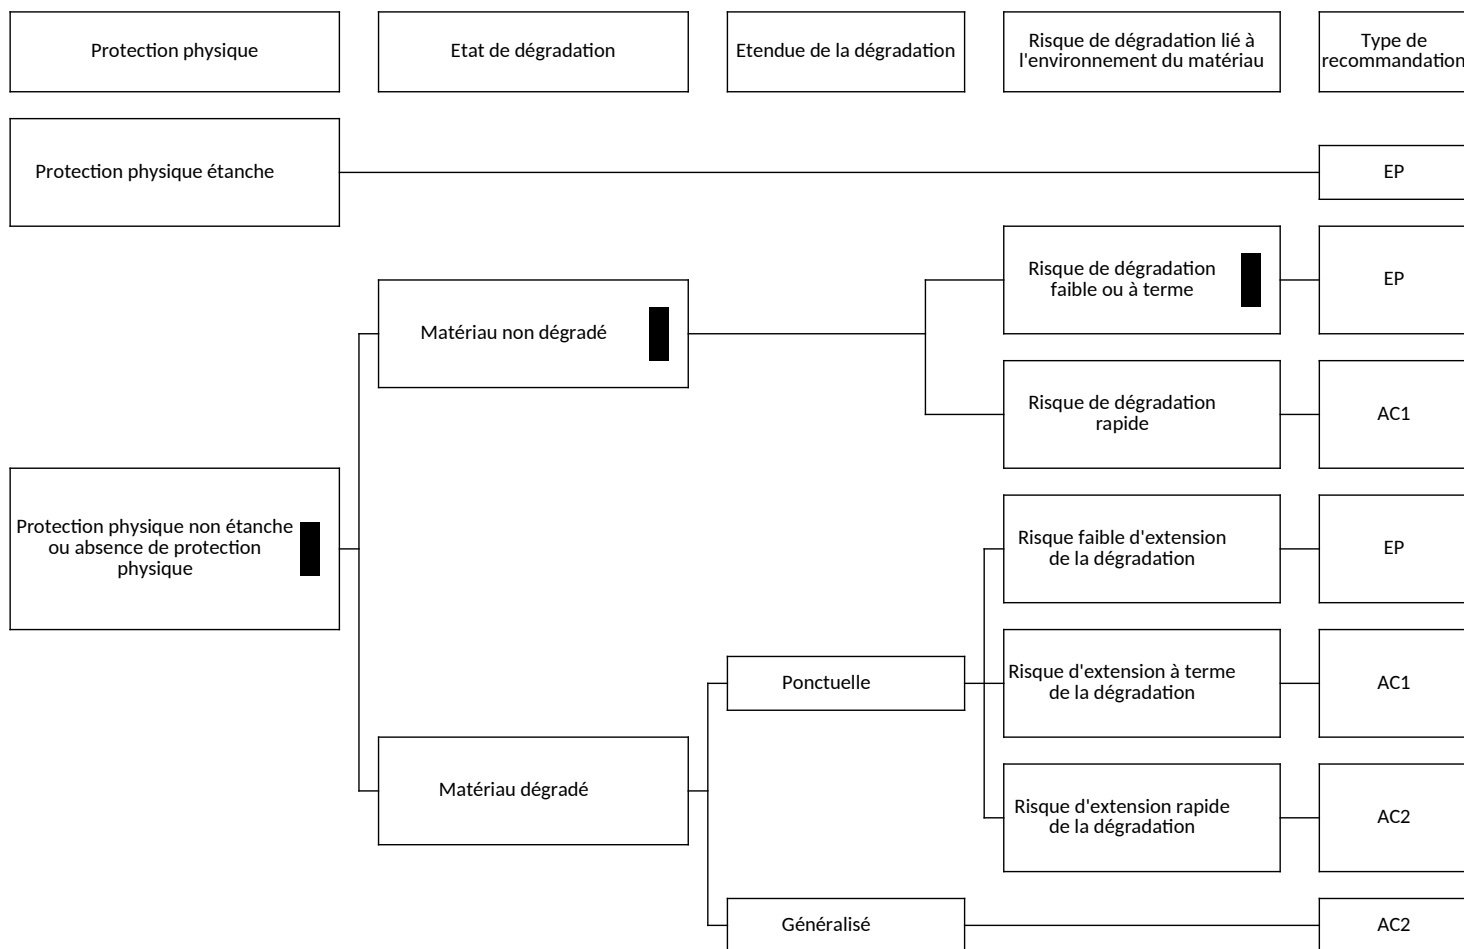 Protection physique
Etat de dégradation
Etendue de la dégradation
Risque de dégradation lié à
l'environnement du matériau
Type de
recommandation
Protection physique étanche
EP
Risque de dégradation
faible ou à terme
EP
Matériau non dégradé
Risque de dégradation
rapide
AC1
Protection physique non étanche
ou absence de protection
physique
Risque faible d'extension
de la dégradation
EP
Ponctuelle
Risque d'extension à terme
de la dégradation
AC1
Matériau dégradé
Risque d'extension rapide
de la dégradation
AC2
Généralisé
AC2